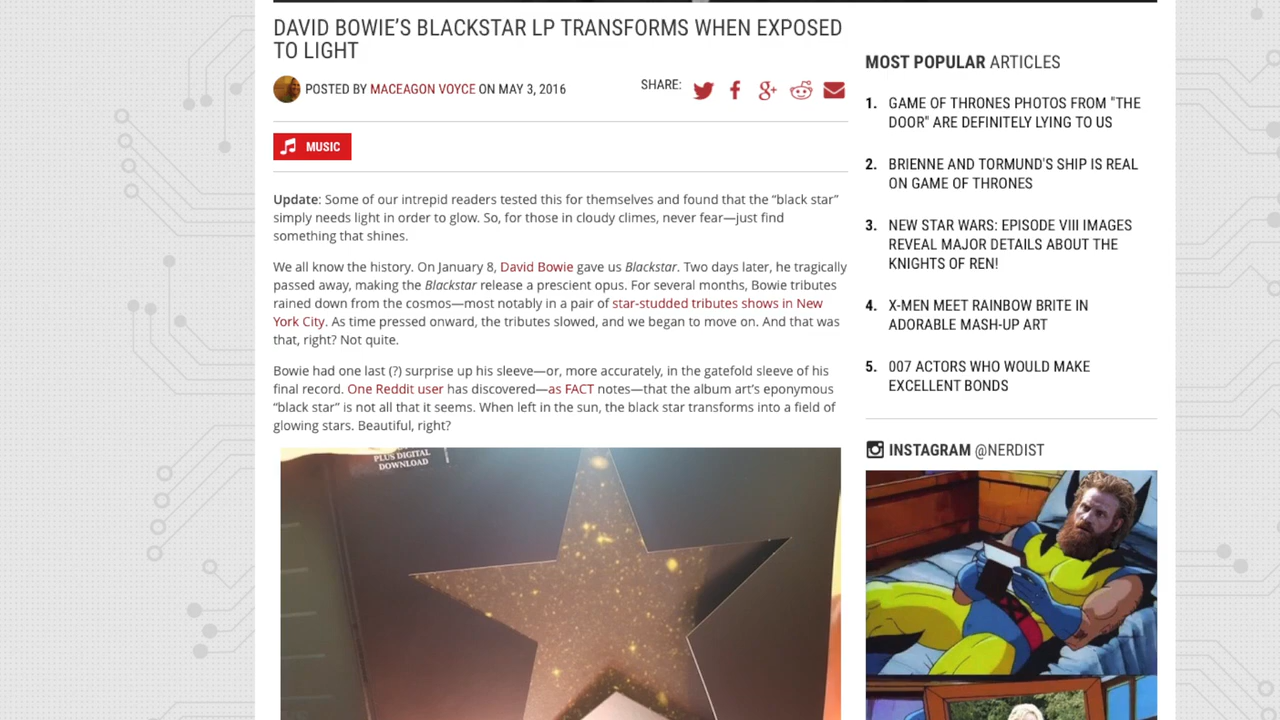 DAVID BOWIE’S BLACKSTAR LP TRANSFORMS WHEN EXPOSED
TO LIGHT
POSTED BY MACEAGON VOYCE ON MAY 3, 2016
SHARE:
MUSIC
Update: Some of our intrepid readers tested this for themselves and found that the “black star”
simply needs light in order to glow. So, for those in cloudy climes, never fear—just find
something that shines.
We all know the history. On January 8, David Bowie gave us Blackstar. Two days later, he tragically
passed away, making the Blackstar release a prescient opus. For several months, Bowie tributes
rained down from the cosmos—most notably in a pair of star-studded tributes shows in New
York City. As time pressed onward, the tributes slowed, and we began to move on. And that was
that, right? Not quite.
Bowie had one last (?) surprise up his sleeve—or, more accurately, in the gatefold sleeve of his
final record. One Reddit user has discovered—as FACT notes—that the album art’s eponymous
“black star” is not all that it seems. When left in the sun, the black star transforms into a field of
glowing stars. Beautiful, right?
PLUS DIGITAL
DOWNLOAD
MOST POPULAR ARTICLES
1. GAME OF THRONES PHOTOS FROM "THE
DOOR" ARE DEFINITELY LYING TO US
2. BRIENNE AND TORMUND'S SHIP IS REAL
ON GAME OF THRONES
3. NEW STAR WARS: EPISODE VIII IMAGES
REVEAL MAJOR DETAILS ABOUT THE
KNIGHTS OF REN!
4. X-MEN MEET RAINBOW BRITE IN
ADORABLE MASH-UP ART
5. 007 ACTORS WHO WOULD MAKE
EXCELLENT BONDS
INSTAGRAM @NERDIST